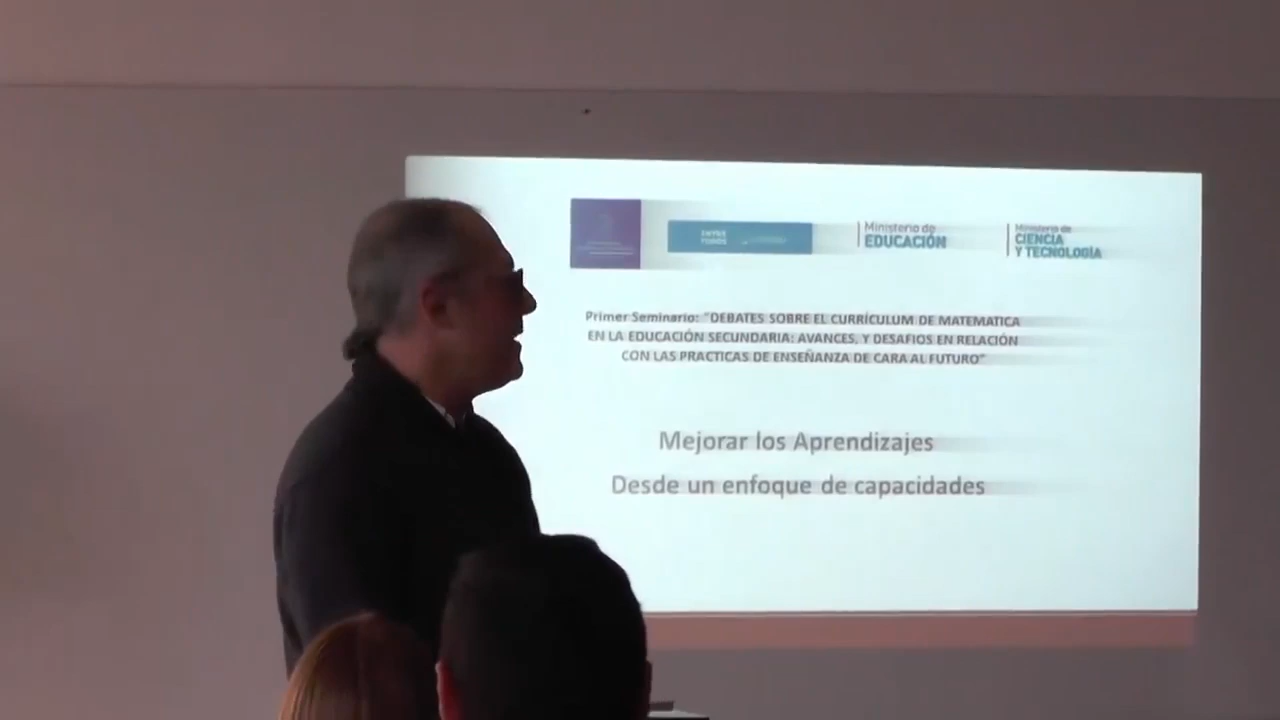 ENTRE
TODOS
Ministerio de
EDUCACIÓN
Ministerio de
CIENCIA
Y TECNOLOGÍA
Primer Seminario: "DEBATES SOBRE EL CURRÍCULUM DE MATEMATICA
EN LA EDUCACIÓN SECUNDARIA: AVANCES, Y DESAFIOS EN RELACIÓN
CON LAS PRACTICAS DE ENSEÑANZA DE CARA AL FUTURO"
Mejorar los Aprendizajes
Desde un enfoque de capacidades